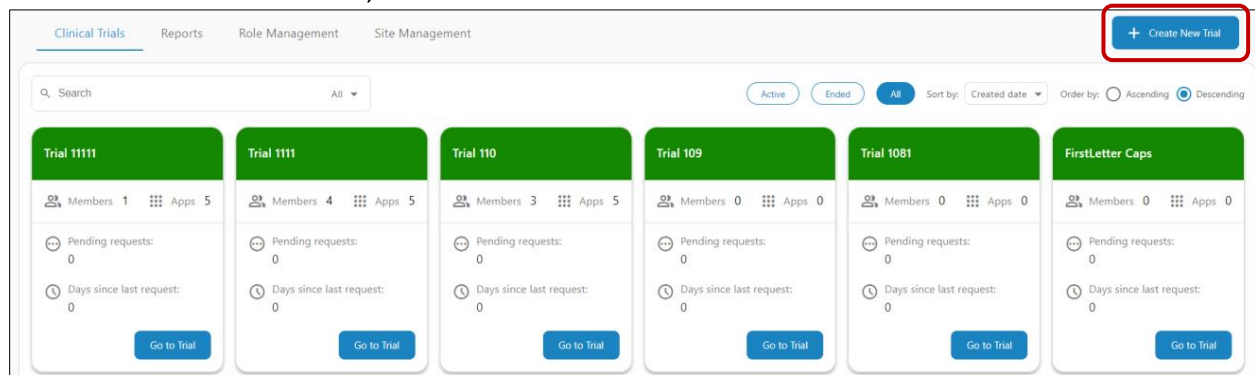 Clinical Trials Reports Role Management Site Management + Create New Trial
Search All Active Ended All Sort by: Created date Order by: Ascending Descending
Trial 11111 Trial 1111 Trial 110 Trial 109 Trial 1081 FirstLetter Caps
Members 1 Apps 5 Members 4 Apps 5 Members 3 Apps 5 Members 0 Apps 0 Members 0 Apps 0 Members 0 Apps 0
Pending requests: Pending requests: Pending requests: Pending requests: Pending requests: Pending requests:
0 0 0 0 0 0
Days since last request: Days since last request: Days since last request: Days since last request: Days since last request: Days since last request:
0 0 0 0 0 0
Go to Trial Go to Trial Go to Trial Go to Trial Go to Trial Go to Trial